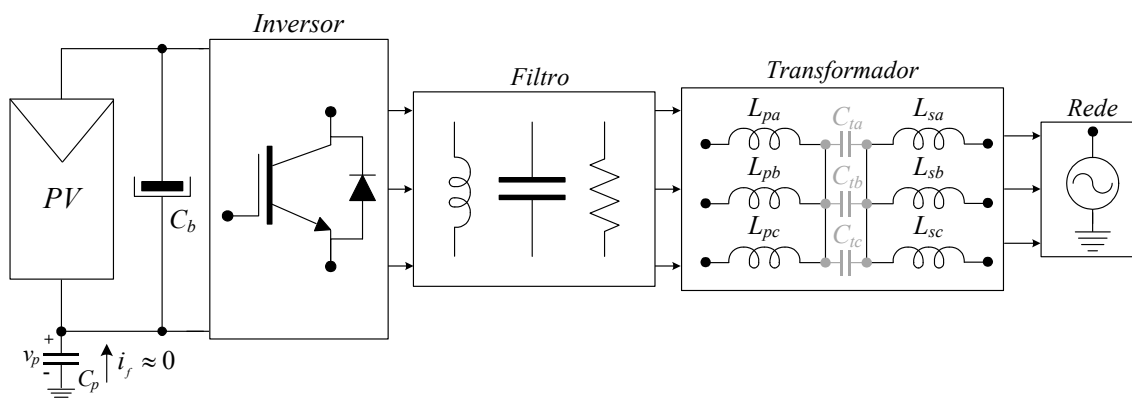 Inversor
Filtro
Transformador
Rede
PV
C_b
L_pa
C_ta
L_sa
L_pb
C_tb
L_sb
L_pc
C_tc
L_sc
+
v_p
-
C_p
i_f ≈ 0